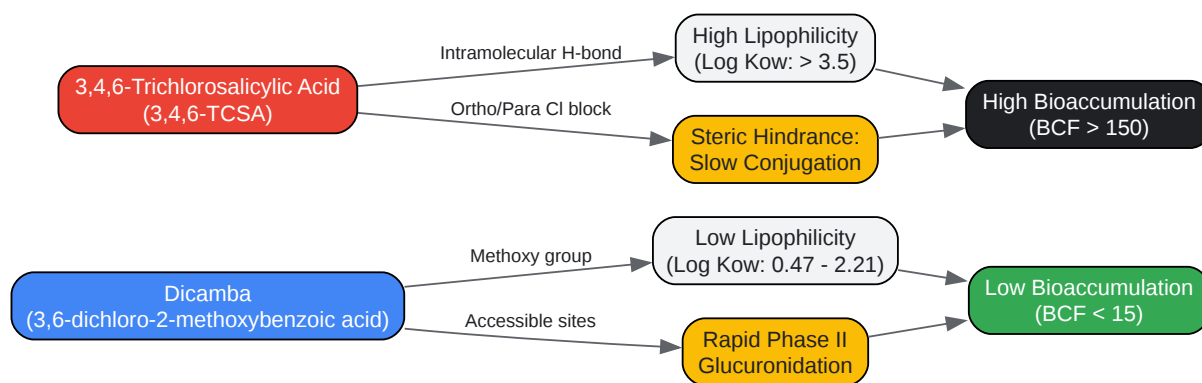 3,4,6-Trichlorosalicylic Acid
(3,4,6-TCSA)
Intramolecular H-bond
Ortho/Para Cl block
High Lipophilicity
(Log Kow: > 3.5)
Steric Hindrance:
Slow Conjugation
High Bioaccumulation
(BCF > 150)
Dicamba
(3,6-dichloro-2-methoxybenzoic acid)
Methoxy group
Accessible sites
Low Lipophilicity
(Log Kow: 0.47 - 2.21)
Rapid Phase II
Glucuronidation
Low Bioaccumulation
(BCF < 15)